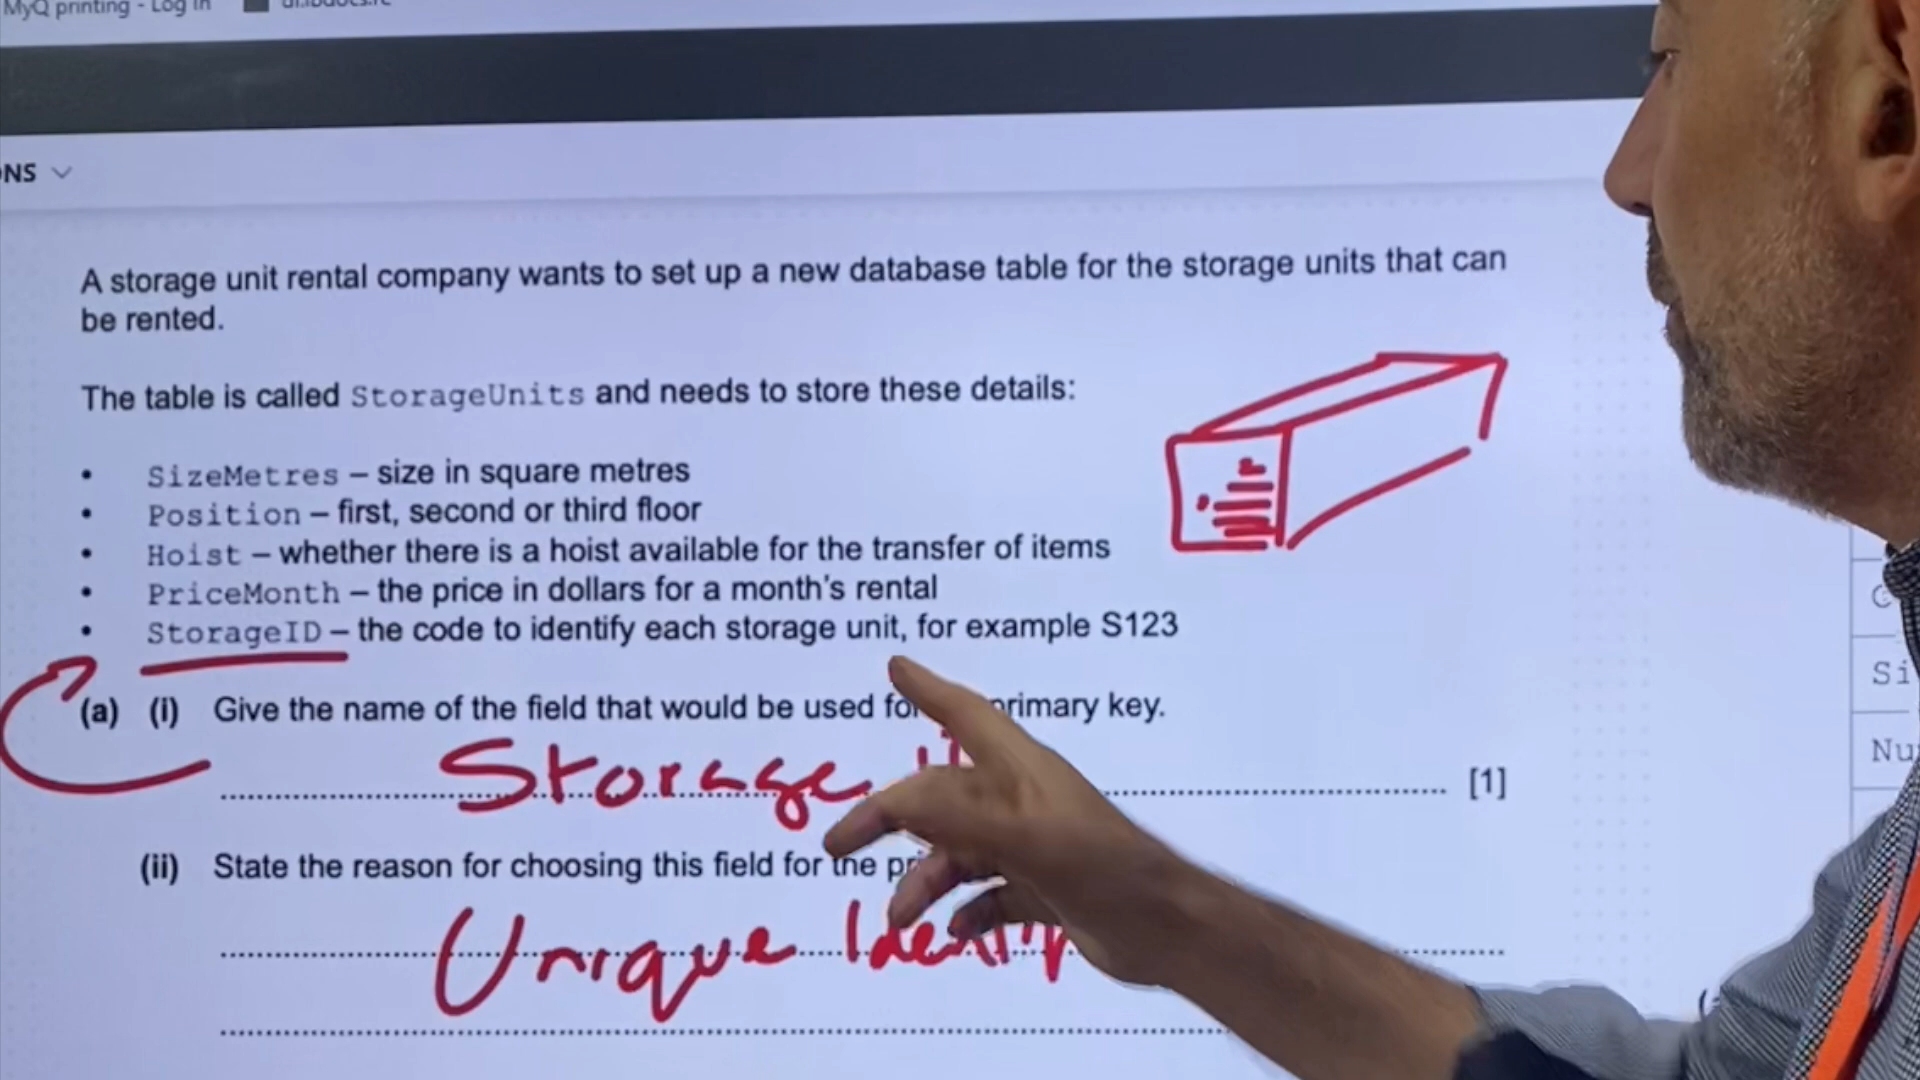 MyQ printing - Log in
NS
A storage unit rental company wants to set up a new database table for the storage units that can
be rented.
The table is called StorageUnits and needs to store these details:
• SizeMetres – size in square metres
• Position – first, second or third floor
• Hoist – whether there is a hoist available for the transfer of items
• PriceMonth – the price in dollars for a month's rental
• StorageID – the code to identify each storage unit, for example S123
(a) (i) Give the name of the field that would be used primary key.
Storage
[1]
(ii) State the reason for choosing this field for the
Unique
Si
Nu